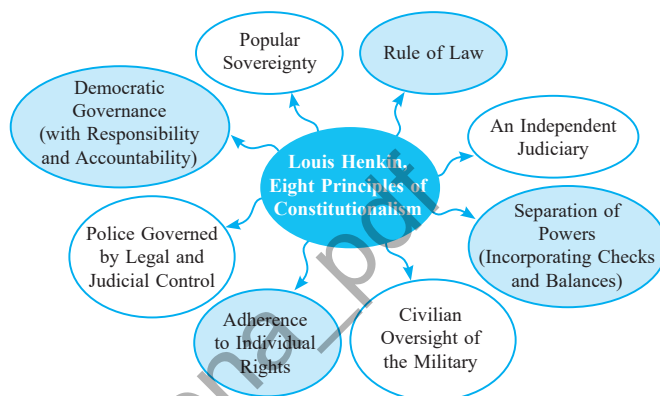 Popular
Sovereignty
Rule of Law
Democratic
Governance
(with Responsibility
and Accountability)
An Independent
Judiciary
Louis Henkin.
Eight Principles of
Constitutionalism
Police Governed
by Legal and
Judicial Control
Separation of
Powers
(Incorporating Checks
and Balances)
Adherence
to Individual
Rights
Civilian
Oversight of
the Military
ena_pdf